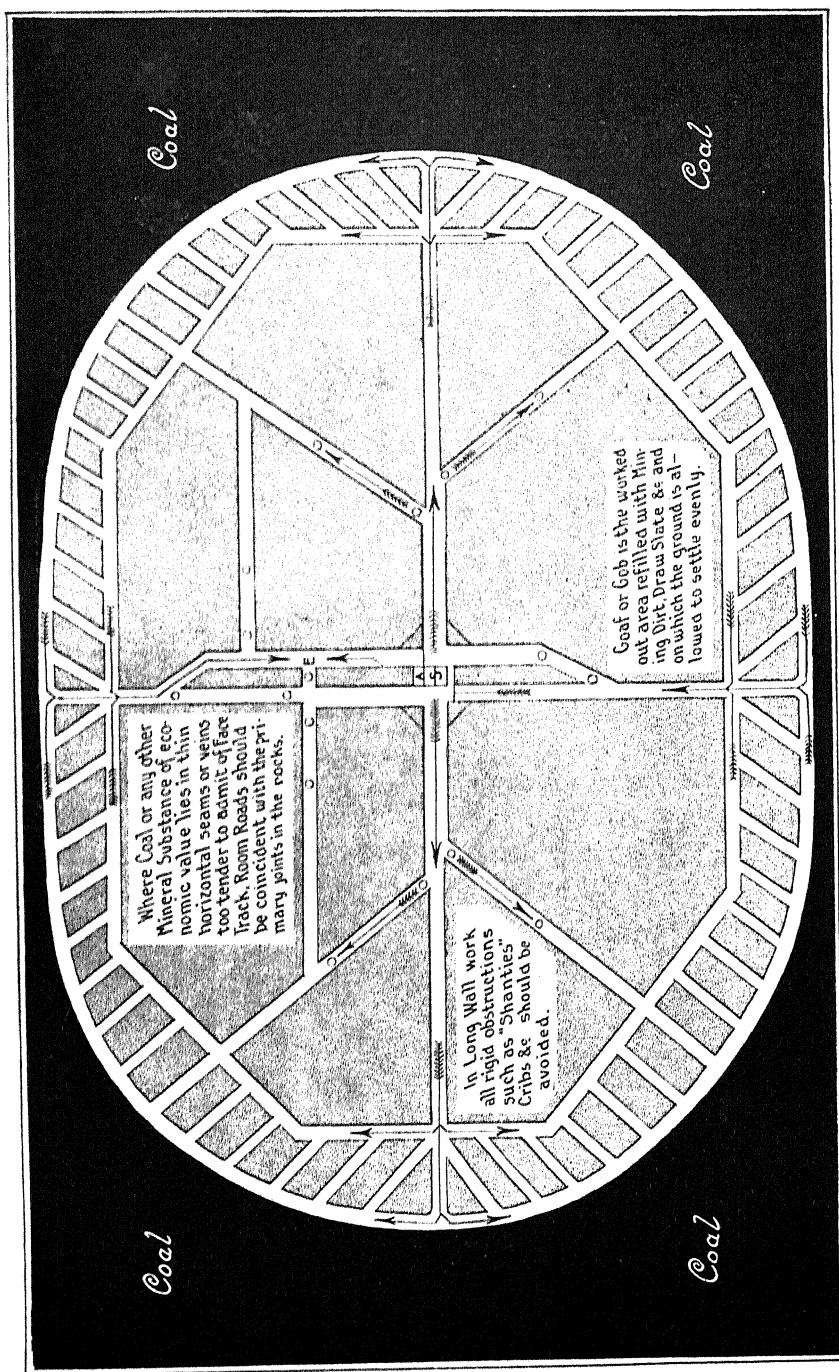 Coal
Coal
Where Coal or any other
Mineral Substance of eco-
nomic value lies in thin
horizontal seams or veins
too tender to admit of Face
Track. Room Roads should
be coincident with the pri-
mary joints in the rocks.
E
A
S
In Long Wall work
all rigid obstructions
such as "Shanties"
Cribs &c should be
avoided.
Goaf or Gob is the worked
out area refilled with Min-
ing Dirt, Draw Slate &c and
on which the ground is al-
lowed to settle evenly.
Coal
Coal